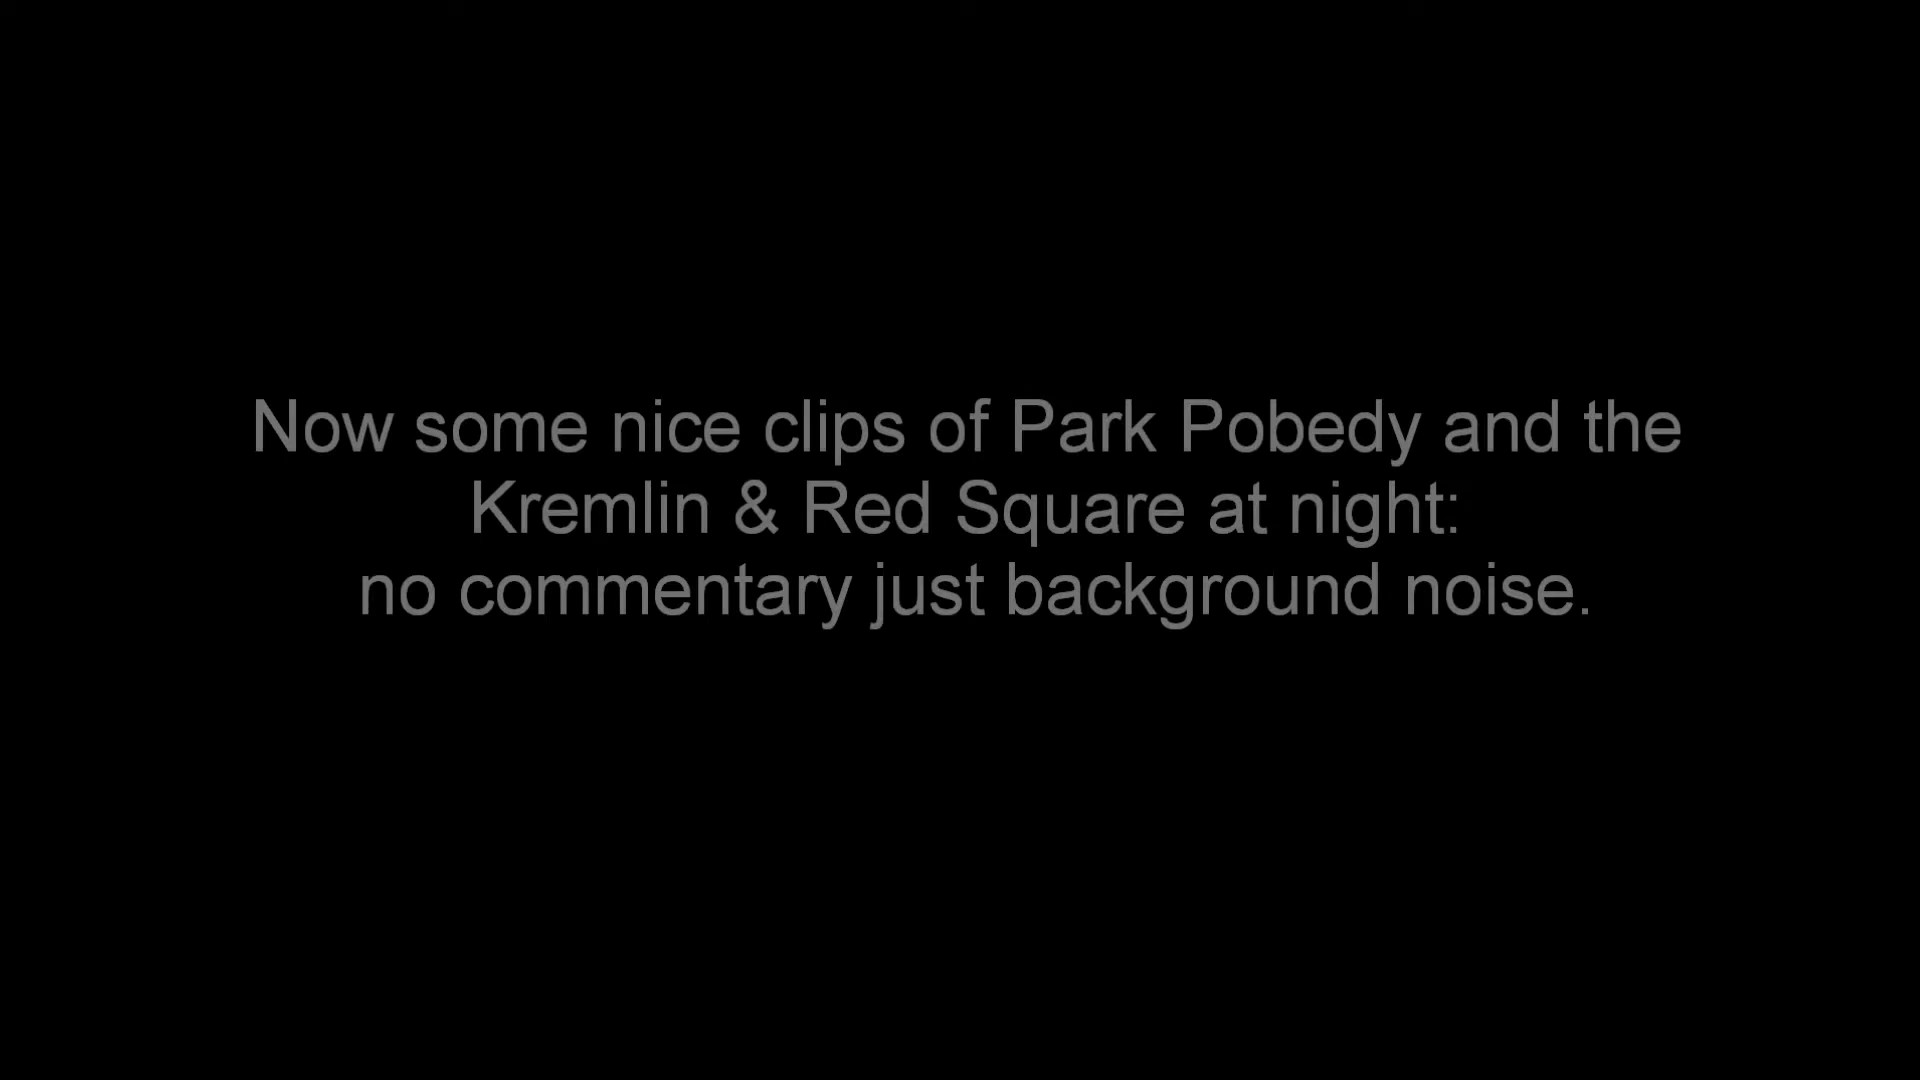 Now some nice clips of Park Pobedy and the
Kremlin & Red Square at night:
no commentary just background noise.